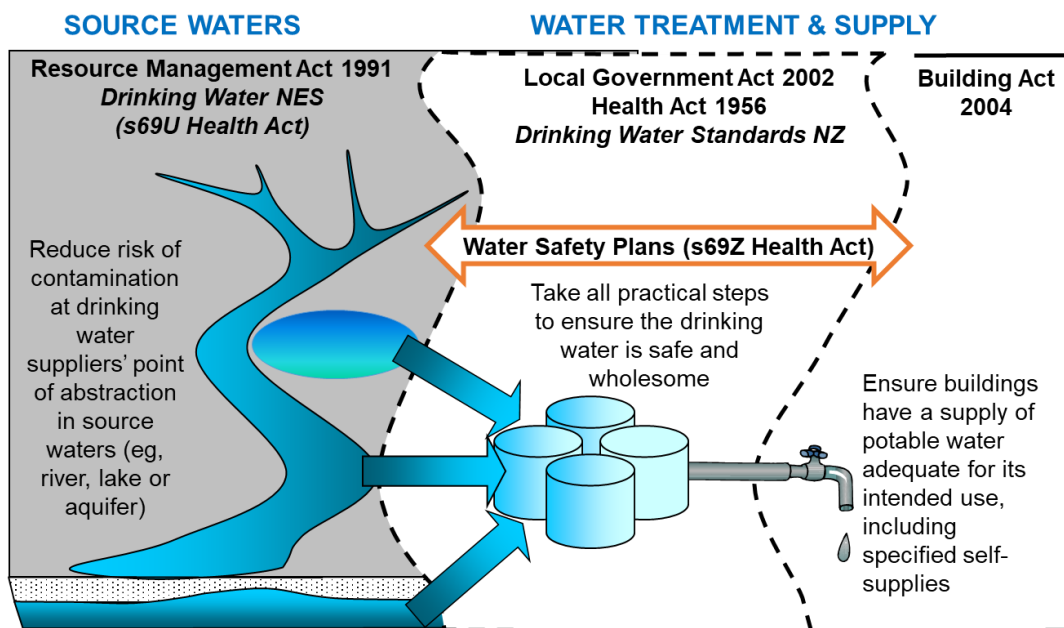 SOURCE WATERS
WATER TREATMENT & SUPPLY
Resource Management Act 1991
Drinking Water NES
(s69U Health Act)
Local Government Act 2002
Health Act 1956
Drinking Water Standards NZ
Building Act
2004
Reduce risk of
contamination
at drinking
water
suppliers' point
of abstraction
in source
waters (eg,
river, lake or
aquifer)
Water Safety Plans (s69Z Health Act)
Take all practical steps
to ensure the drinking
water is safe and
wholesome
Ensure buildings
have a supply of
potable water
adequate for its
intended use,
including
specified self-
supplies